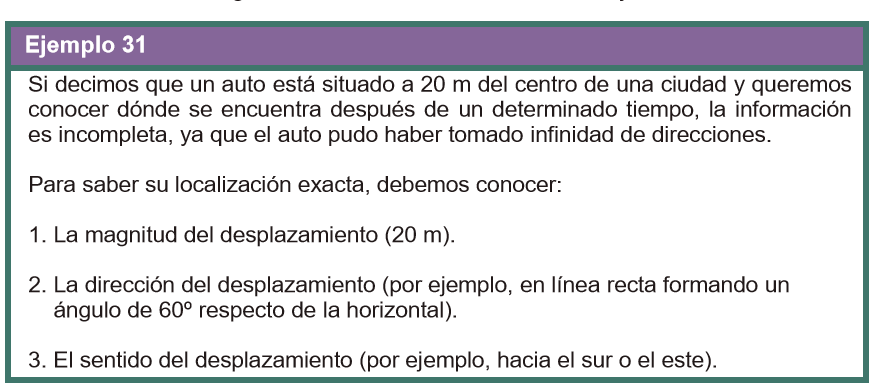 Ejemplo 31
Si decimos que un auto está situado a 20 m del centro de una ciudad y queremos
conocer dónde se encuentra después de un determinado tiempo, la información
es incompleta, ya que el auto pudo haber tomado infinidad de direcciones.
Para saber su localización exacta, debemos conocer:
1. La magnitud del desplazamiento (20 m).
2. La dirección del desplazamiento (por ejemplo, en línea recta formando un
ángulo de 60º respecto de la horizontal).
3. El sentido del desplazamiento (por ejemplo, hacia el sur o el este).